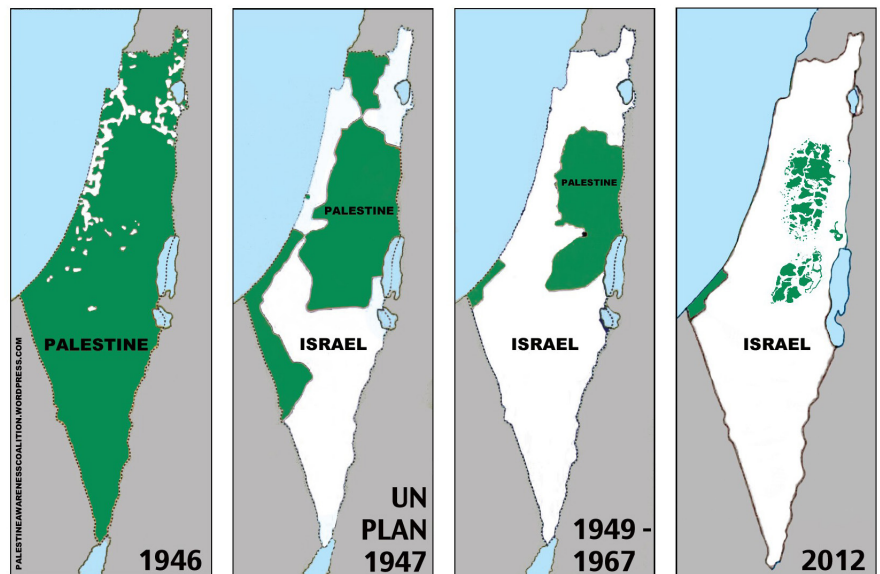 PALESTINEAWARENESSCOALITION.WORDPRESS.COM
PALESTINE
1946
PALESTINE
ISRAEL
UN
PLAN
1947
PALESTINE
ISRAEL
1949 -
1967
ISRAEL
2012